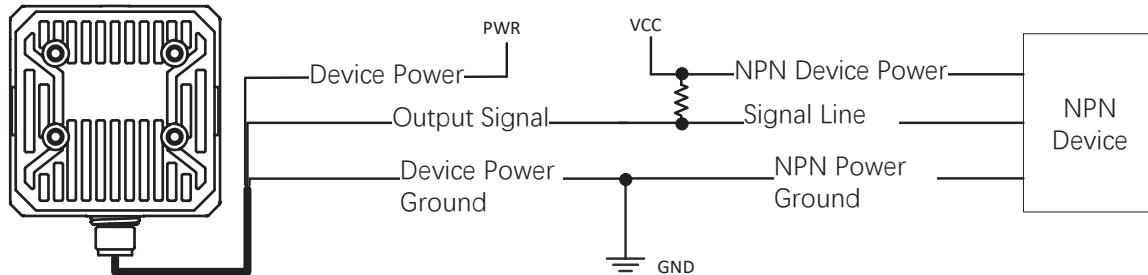 PWR
VCC
Device Power
NPN Device Power
Output Signal
Signal Line
NPN
Device
Device Power
Ground
NPN Power
Ground
GND